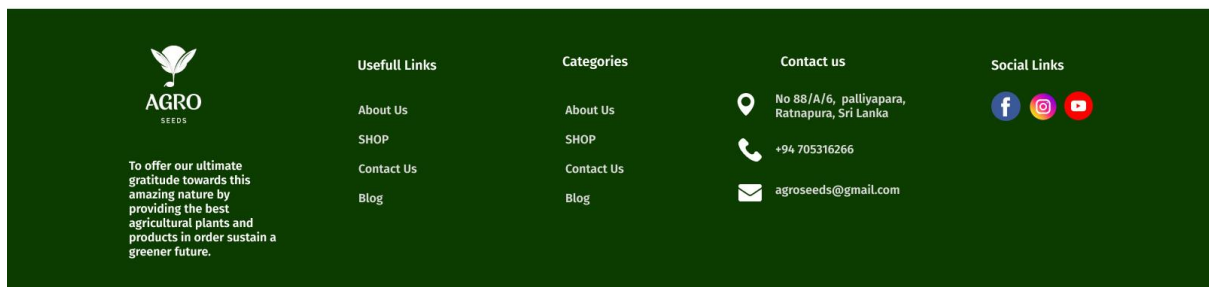 AGRO
SEEDS
To offer our ultimate
gratitude towards this
amazing nature by
providing the best
agricultural plants and
products in order sustain a
greener future.
Usefull Links
About Us
SHOP
Contact Us
Blog
Categories
About Us
SHOP
Contact Us
Blog
Contact us
No 88/A/6, palliyapara,
Ratnapura, Sri Lanka
+94 705316266
agroseeds@gmail.com
Social Links